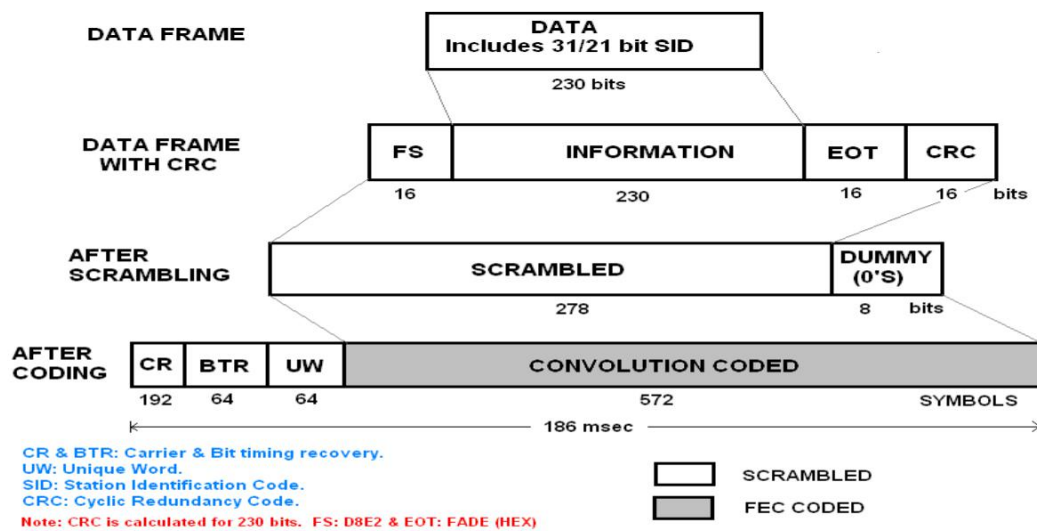 DATA FRAME
DATA
Includes 31/21 bit SID
230 bits
DATA FRAME
WITH CRC
FS
INFORMATION
EOT
CRC
16
230
16
16
bits
AFTER
SCRAMBLING
SCRAMBLED
DUMMY
(0'S)
278
8
bits
AFTER
CODING
CR
BTR
UW
CONVOLUTION CODED
192
64
64
572
SYMBOLS
186 msec
CR & BTR: Carrier & Bit timing recovery.
UW: Unique Word.
SID: Station Identification Code.
CRC: Cyclic Redundancy Code.
Note: CRC is calculated for 230 bits. FS: D8E2 & EOT: FADE (HEX)
SCRAMBLED
FEC CODED